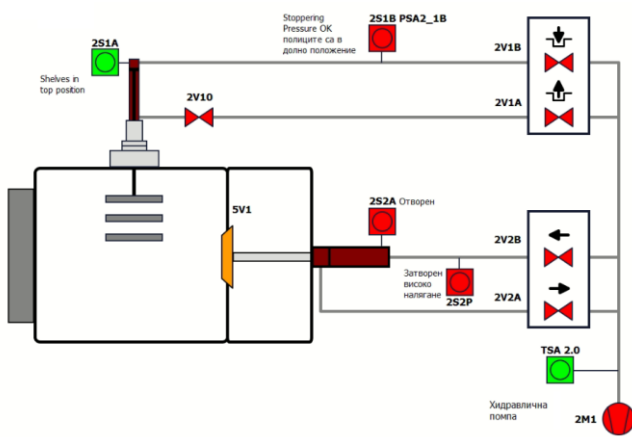 Stoppering
Pressure OK
полиците са в
долно положение
2S1B PSA2_1B
2S1A
Shelves in
top position
2V10
2V1B
2V1A
5V1
2S2A Отворен
2V2B
Затворен
високо
налягане
2S2P
2V2A
TSA 2.0
Хидравлична
помпа
2M1